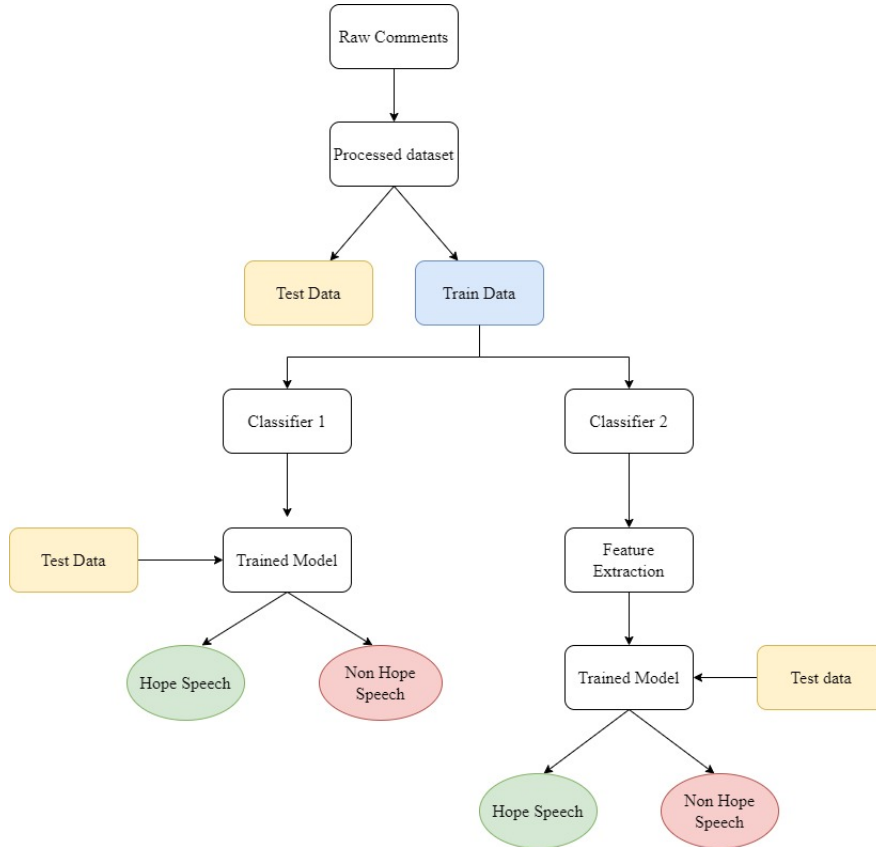 Raw Comments
Processed dataset
Test Data
Train Data
Classifier 1
Classifier 2
Test Data
Trained Model
Feature
Extraction
Hope Speech
Non Hope
Speech
Trained Model
Test data
Hope Speech
Non Hope
Speech